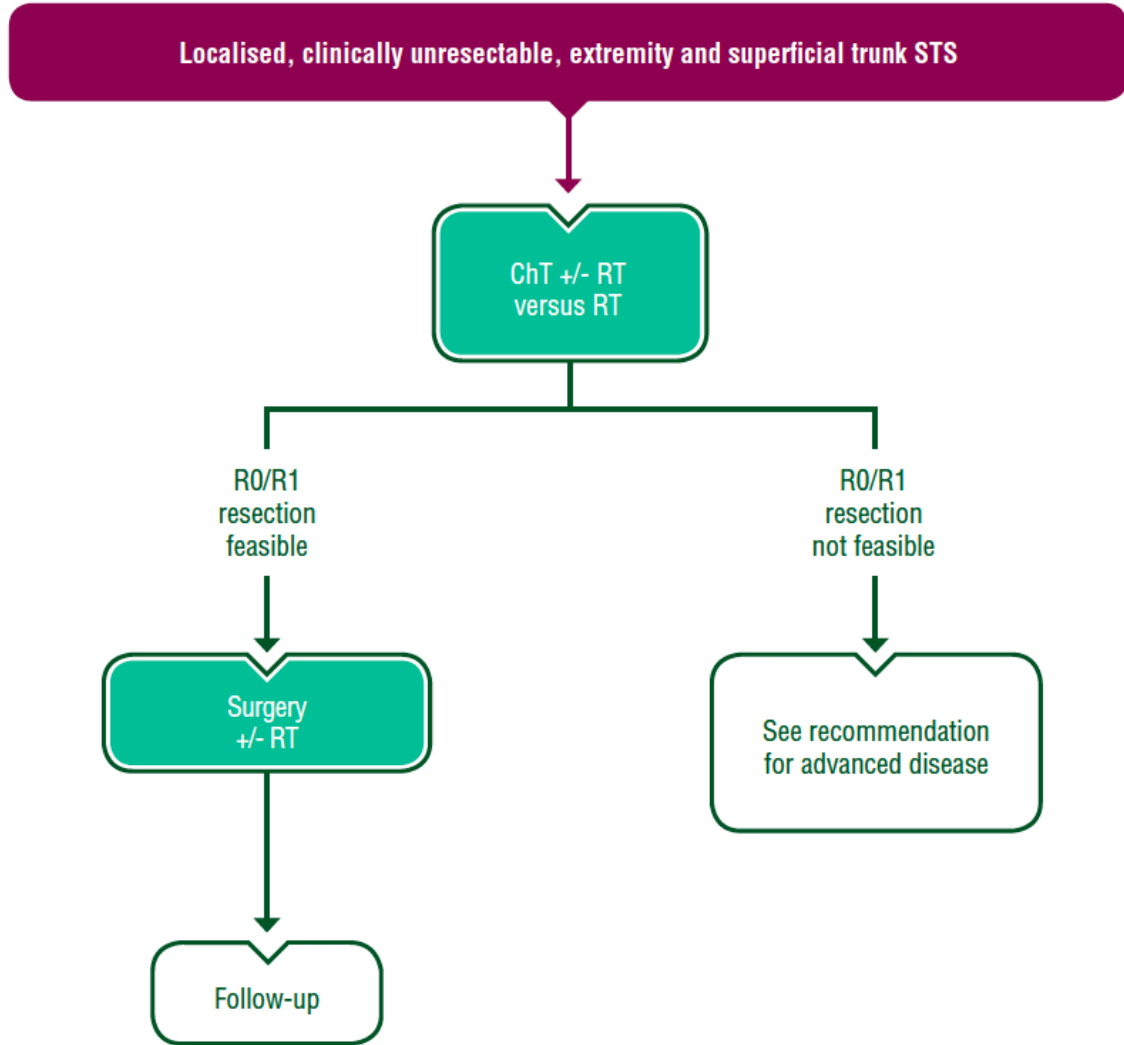 Localised, clinically unresectable, extremity and superficial trunk STS
ChT +/- RT
versus RT
R0/R1
resection
feasible
R0/R1
resection
not feasible
Surgery
+/- RT
See recommendation
for advanced disease
Follow-up